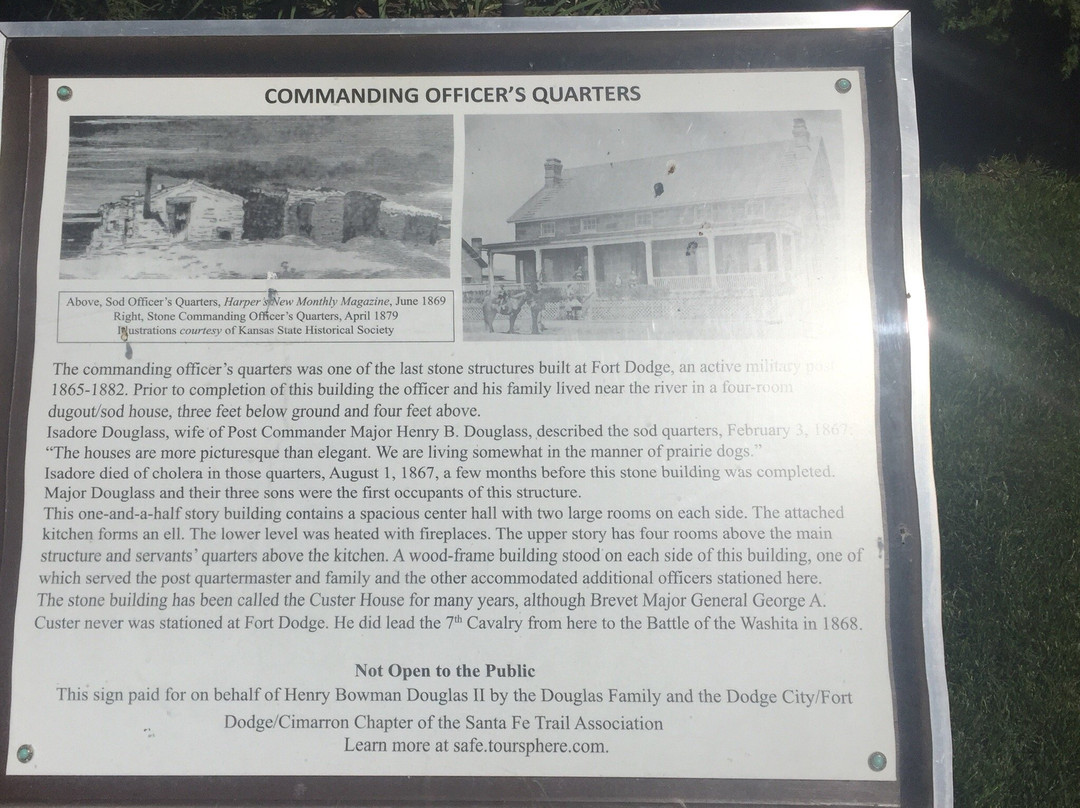 COMMANDING OFFICER'S QUARTERS
Above, Sod Officer's Quarters, Harper's New Monthly Magazine, June 1869
Right, Stone Commanding Officer's Quarters, April 1879
Illustrations courtesy of Kansas State Historical Society
The commanding officer's quarters was one of the last stone structures built at Fort Dodge, an active military post
1865-1882. Prior to completion of this building the officer and his family lived near the river in a four-room
dugout/sod house, three feet below ground and four feet above.
Isadore Douglass, wife of Post Commander Major Henry B. Douglass, described the sod quarters, February 3, 1867.
“The houses are more picturesque than elegant. We are living somewhat in the manner of prairie dogs.”
Isadore died of cholera in those quarters, August 1, 1867, a few months before this stone building was completed.
Major Douglass and their three sons were the first occupants of this structure.
This one-and-a-half story building contains a spacious center hall with two large rooms on each side. The attached
kitchen forms an ell. The lower level was heated with fireplaces. The upper story has four rooms above the main
structure and servants' quarters above the kitchen. A wood-frame building stood on each side of this building, one of
which served the post quartermaster and family and the other accommodated additional officers stationed here.
The stone building has been called the Custer House for many years, although Brevet Major General George A.
Custer never was stationed at Fort Dodge. He did lead the 7th Cavalry from here to the Battle of the Washita in 1868.
Not Open to the Public
This sign paid for on behalf of Henry Bowman Douglas II by the Douglas Family and the Dodge City/Fort
Dodge/Cimarron Chapter of the Santa Fe Trail Association
Learn more at safe.toursphere.com.